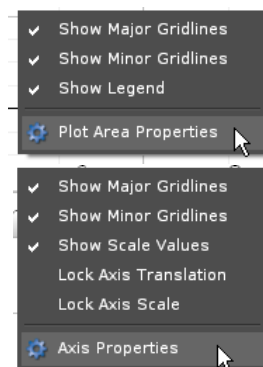 Show Major Gridlines
Show Minor Gridlines
Show Legend
Plot Area Properties
Show Major Gridlines
Show Minor Gridlines
Show Scale Values
Lock Axis Translation
Lock Axis Scale
Axis Properties